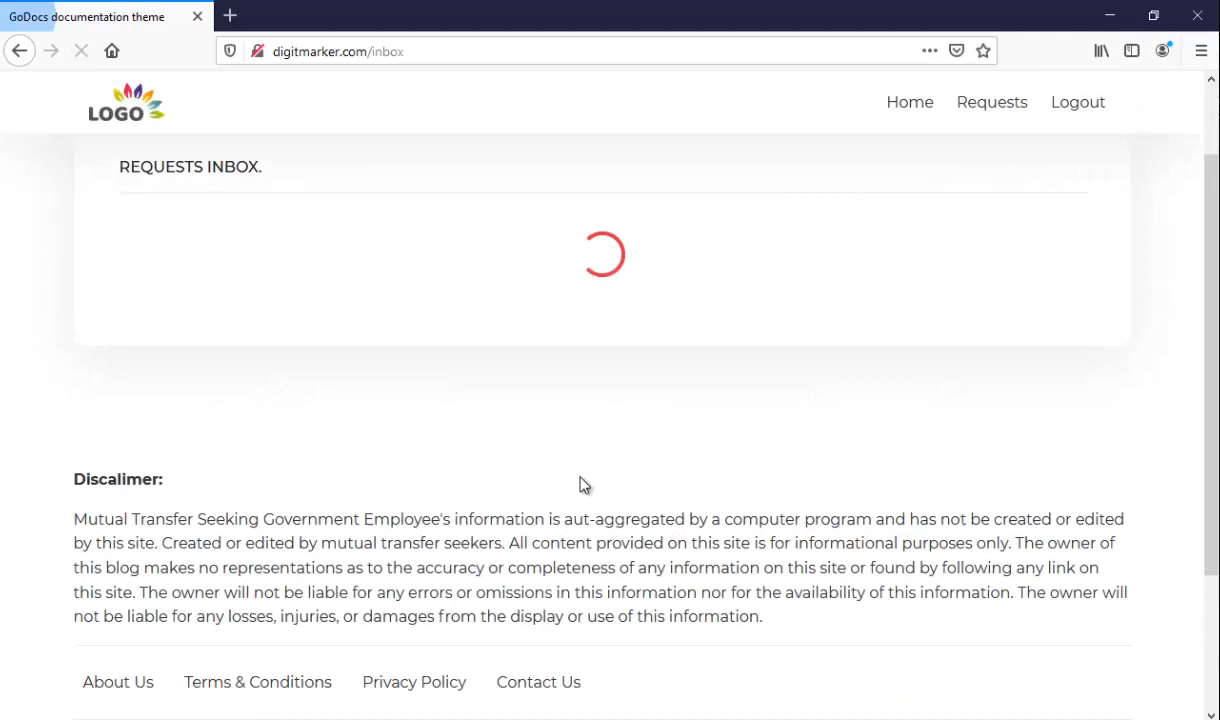 GoDocs documentation theme
digitmarker.com/inbox
LOGO
Home Requests Logout
REQUESTS INBOX.
Discalimer:
Mutual Transfer Seeking Government Employee's information is aut-aggregated by a computer program and has not be created or edited
by this site. Created or edited by mutual transfer seekers. All content provided on this site is for informational purposes only. The owner of
this blog makes no representations as to the accuracy or completeness of any information on this site or found by following any link on
this site. The owner will not be liable for any errors or omissions in this information nor for the availability of this information. The owner will
not be liable for any losses, injuries, or damages from the display or use of this information.
About Us Terms & Conditions Privacy Policy Contact Us